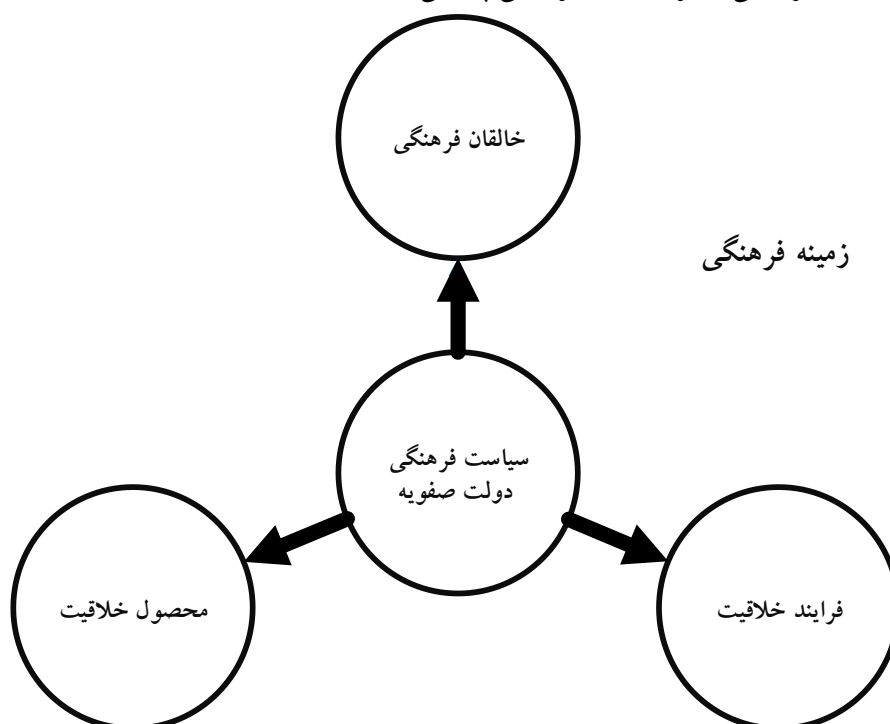 خالقان فرهنگی
زمینه فرهنگی
سیاست فرهنگی
دولت صفویه
فرایند خلاقیت
محصول خلاقیت